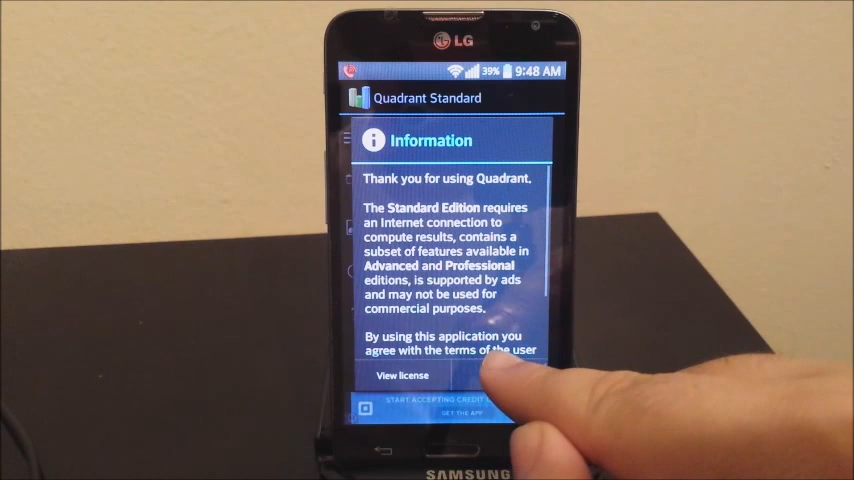 LG
39% 9:48 AM
Quadrant Standard
Information
Thank you for using Quadrant.
The Standard Edition requires
an Internet connection to
compute results, contains a
subset of features available in
Advanced and Professional
editions, is supported by ads
and may not be used for
commercial purposes.
By using this application you
agree with the terms of the user
View license
START ACCEPTING CREDIT
GET THE APP
SAMSUNG